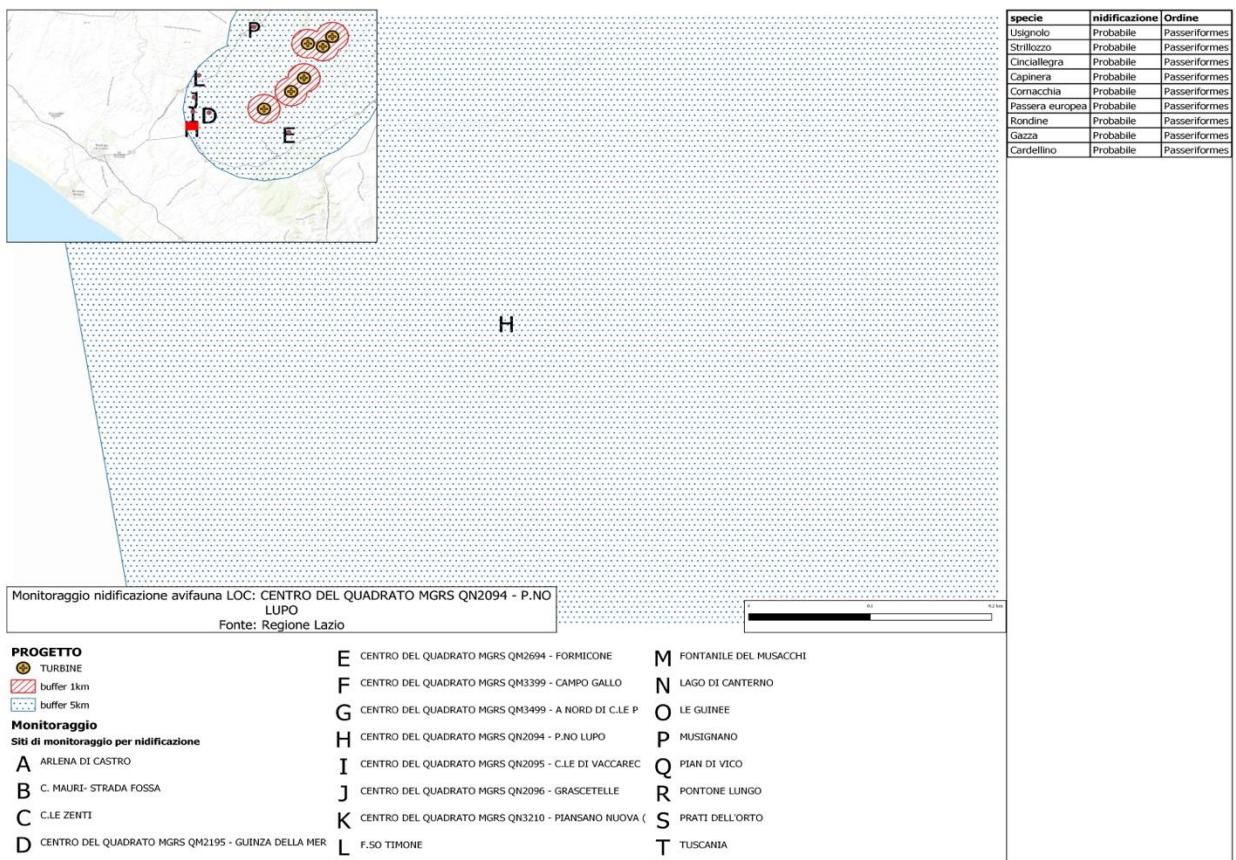 P
L
J
I
D
H
E
specie nidificazione Ordine
Usignolo Probabile Passeriformes
Strillozzo Probabile Passeriformes
Cinciallegra Probabile Passeriformes
Capinera Probabile Passeriformes
Cornacchia Probabile Passeriformes
Passera europea Probabile Passeriformes
Rondine Probabile Passeriformes
Gazza Probabile Passeriformes
Cardellino Probabile Passeriformes
H
Monitoraggio nidificazione avifauna LOC: CENTRO DEL QUADRATO MGRS QN2094 - P.NO
LUPO
Fonte: Regione Lazio
0 0.1 0.2 km
PROGETTO
TURBINE
buffer 1km
buffer 5km
Monitoraggio
Siti di monitoraggio per nidificazione
A ARLENA DI CASTRO
B C. MAURI- STRADA FOSSA
C C.LE ZENTI
D CENTRO DEL QUADRATO MGRS QM2195 - GUINZA DELLA MER
E CENTRO DEL QUADRATO MGRS QM2694 - FORMICONE
F CENTRO DEL QUADRATO MGRS QM3399 - CAMPO GALLO
G CENTRO DEL QUADRATO MGRS QM3499 - A NORD DI C.LE P
H CENTRO DEL QUADRATO MGRS QN2094 - P.NO LUPO
I CENTRO DEL QUADRATO MGRS QN2095 - C.LE DI VACCAREC
J CENTRO DEL QUADRATO MGRS QN2096 - GRASCETELLE
K CENTRO DEL QUADRATO MGRS QN3210 - PIANSANO NUOVA (
L F.SO TIMONE
M FONTANILE DEL MUSACCHI
N LAGO DI CANTERNO
O LE GUINEE
P MUSIGNANO
Q PIAN DI VICO
R PONTONE LUNGO
S PRATI DELL'ORTO
T TUSCANIA